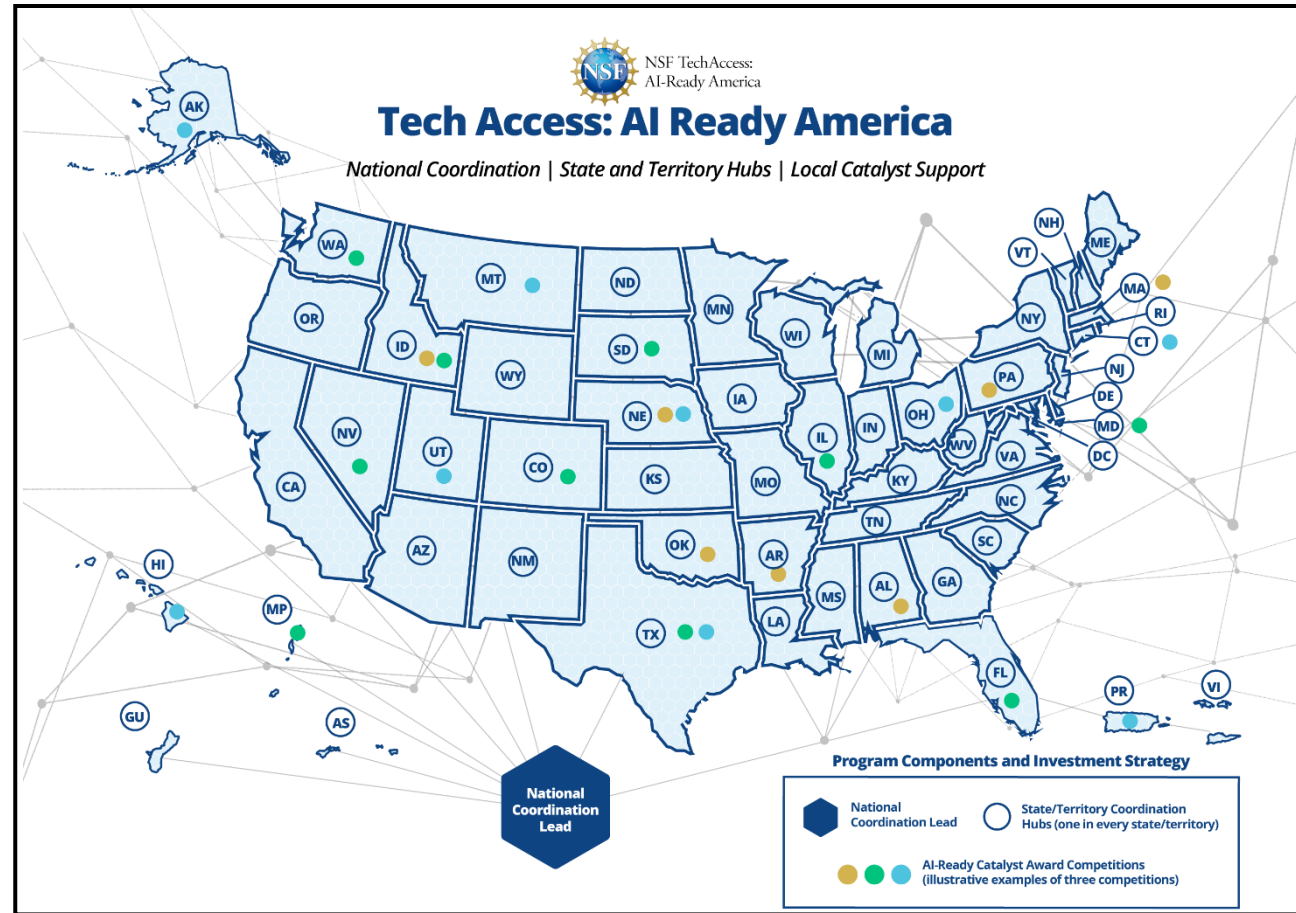 NSF
NSF TechAccess:
AI-Ready America
Tech Access: AI Ready America
National Coordination | State and Territory Hubs | Local Catalyst Support
AK
WA
OR
CA
ID
NV
MT
WY
UT
AZ
CO
NM
ND
SD
NE
KS
OK
TX
MN
IA
MO
AR
LA
WI
IL
MI
IN
OH
KY
TN
MS
AL
GA
FL
SC
NC
VA
WV
PA
NY
VT
NH
ME
MA
RI
CT
NJ
DE
MD
DC
HI
MP
GU
AS
PR
VI
National
Coordination
Lead
Program Components and Investment Strategy
National
Coordination Lead
State/Territory Coordination
Hubs (one in every state/territory)
AI-Ready Catalyst Award Competitions
(illustrative examples of three competitions)